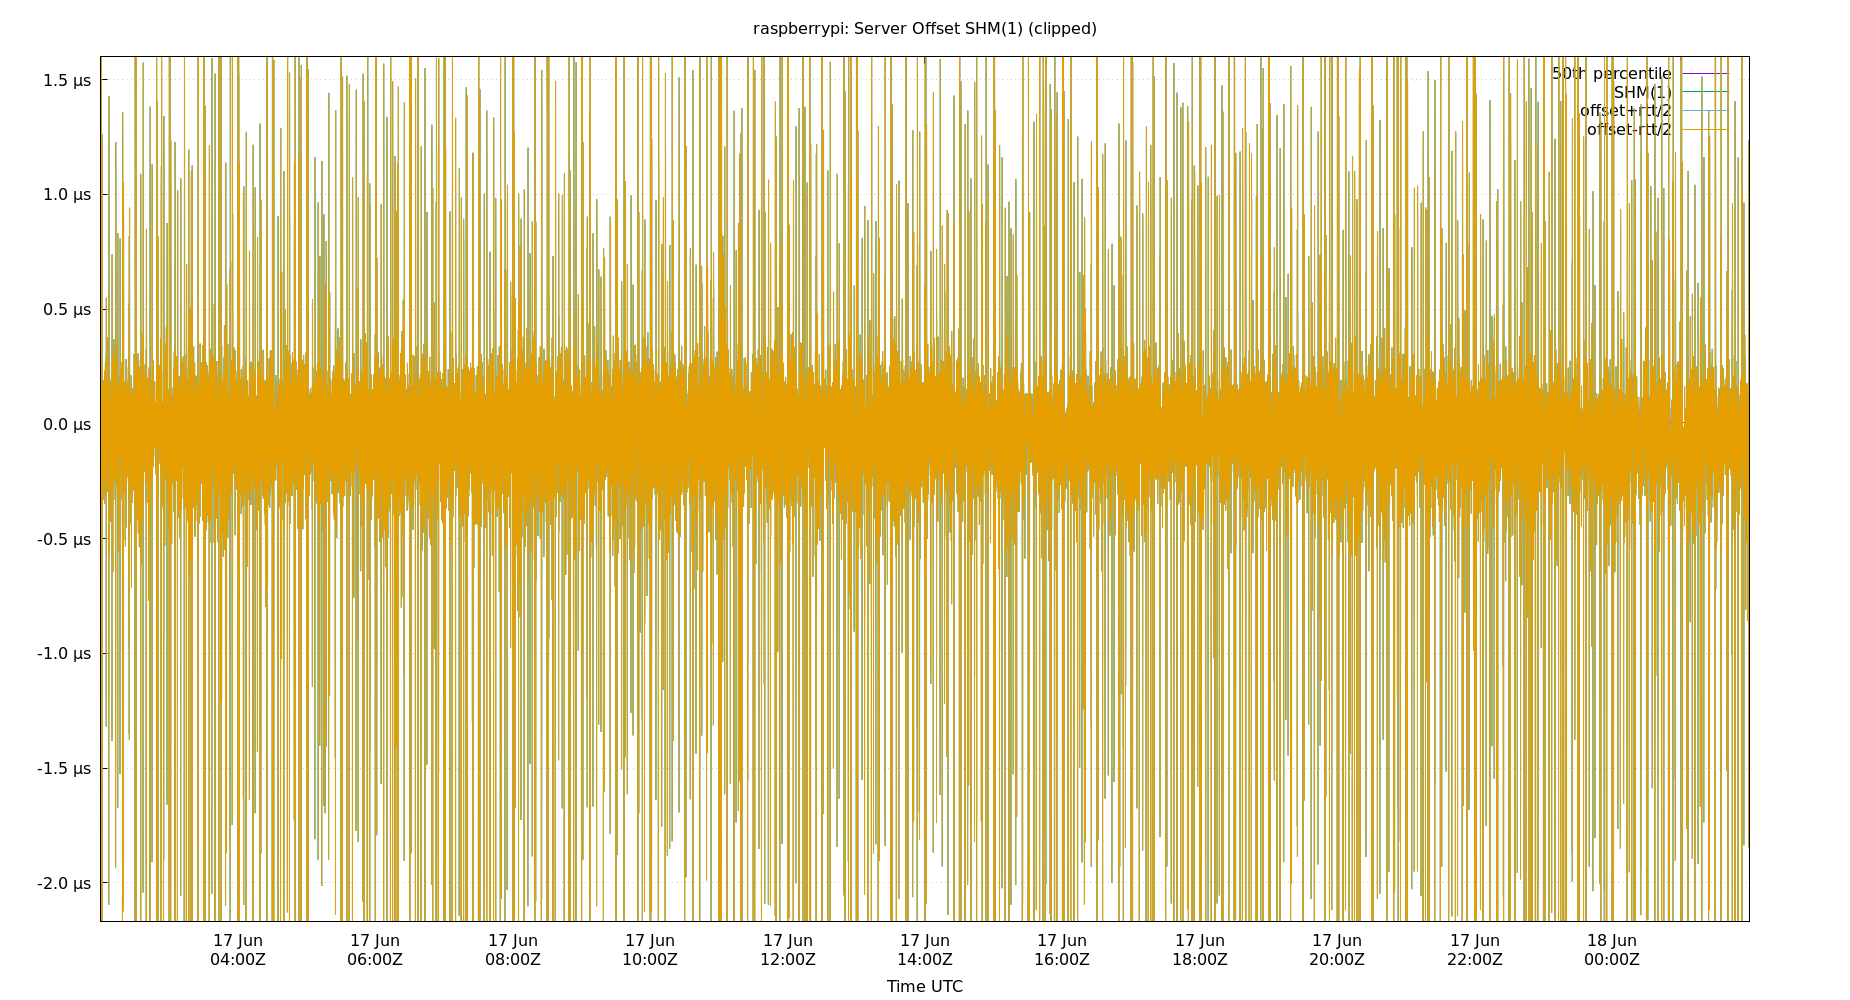 raspberrypi: Server Offset SHM(1) (clipped)
1.5 µs
1.0 µs
0.5 µs
0.0 µs
-0.5 µs
-1.0 µs
-1.5 µs
-2.0 µs
50th percentile
SHM(1)
offset+rtt/2
offset-rtt/2
17 Jun 17 Jun 17 Jun 17 Jun 17 Jun 17 Jun 17 Jun 17 Jun 17 Jun 17 Jun 18 Jun
04:00Z 06:00Z 08:00Z 10:00Z 12:00Z 14:00Z 16:00Z 18:00Z 20:00Z 22:00Z 00:00Z
Time UTC